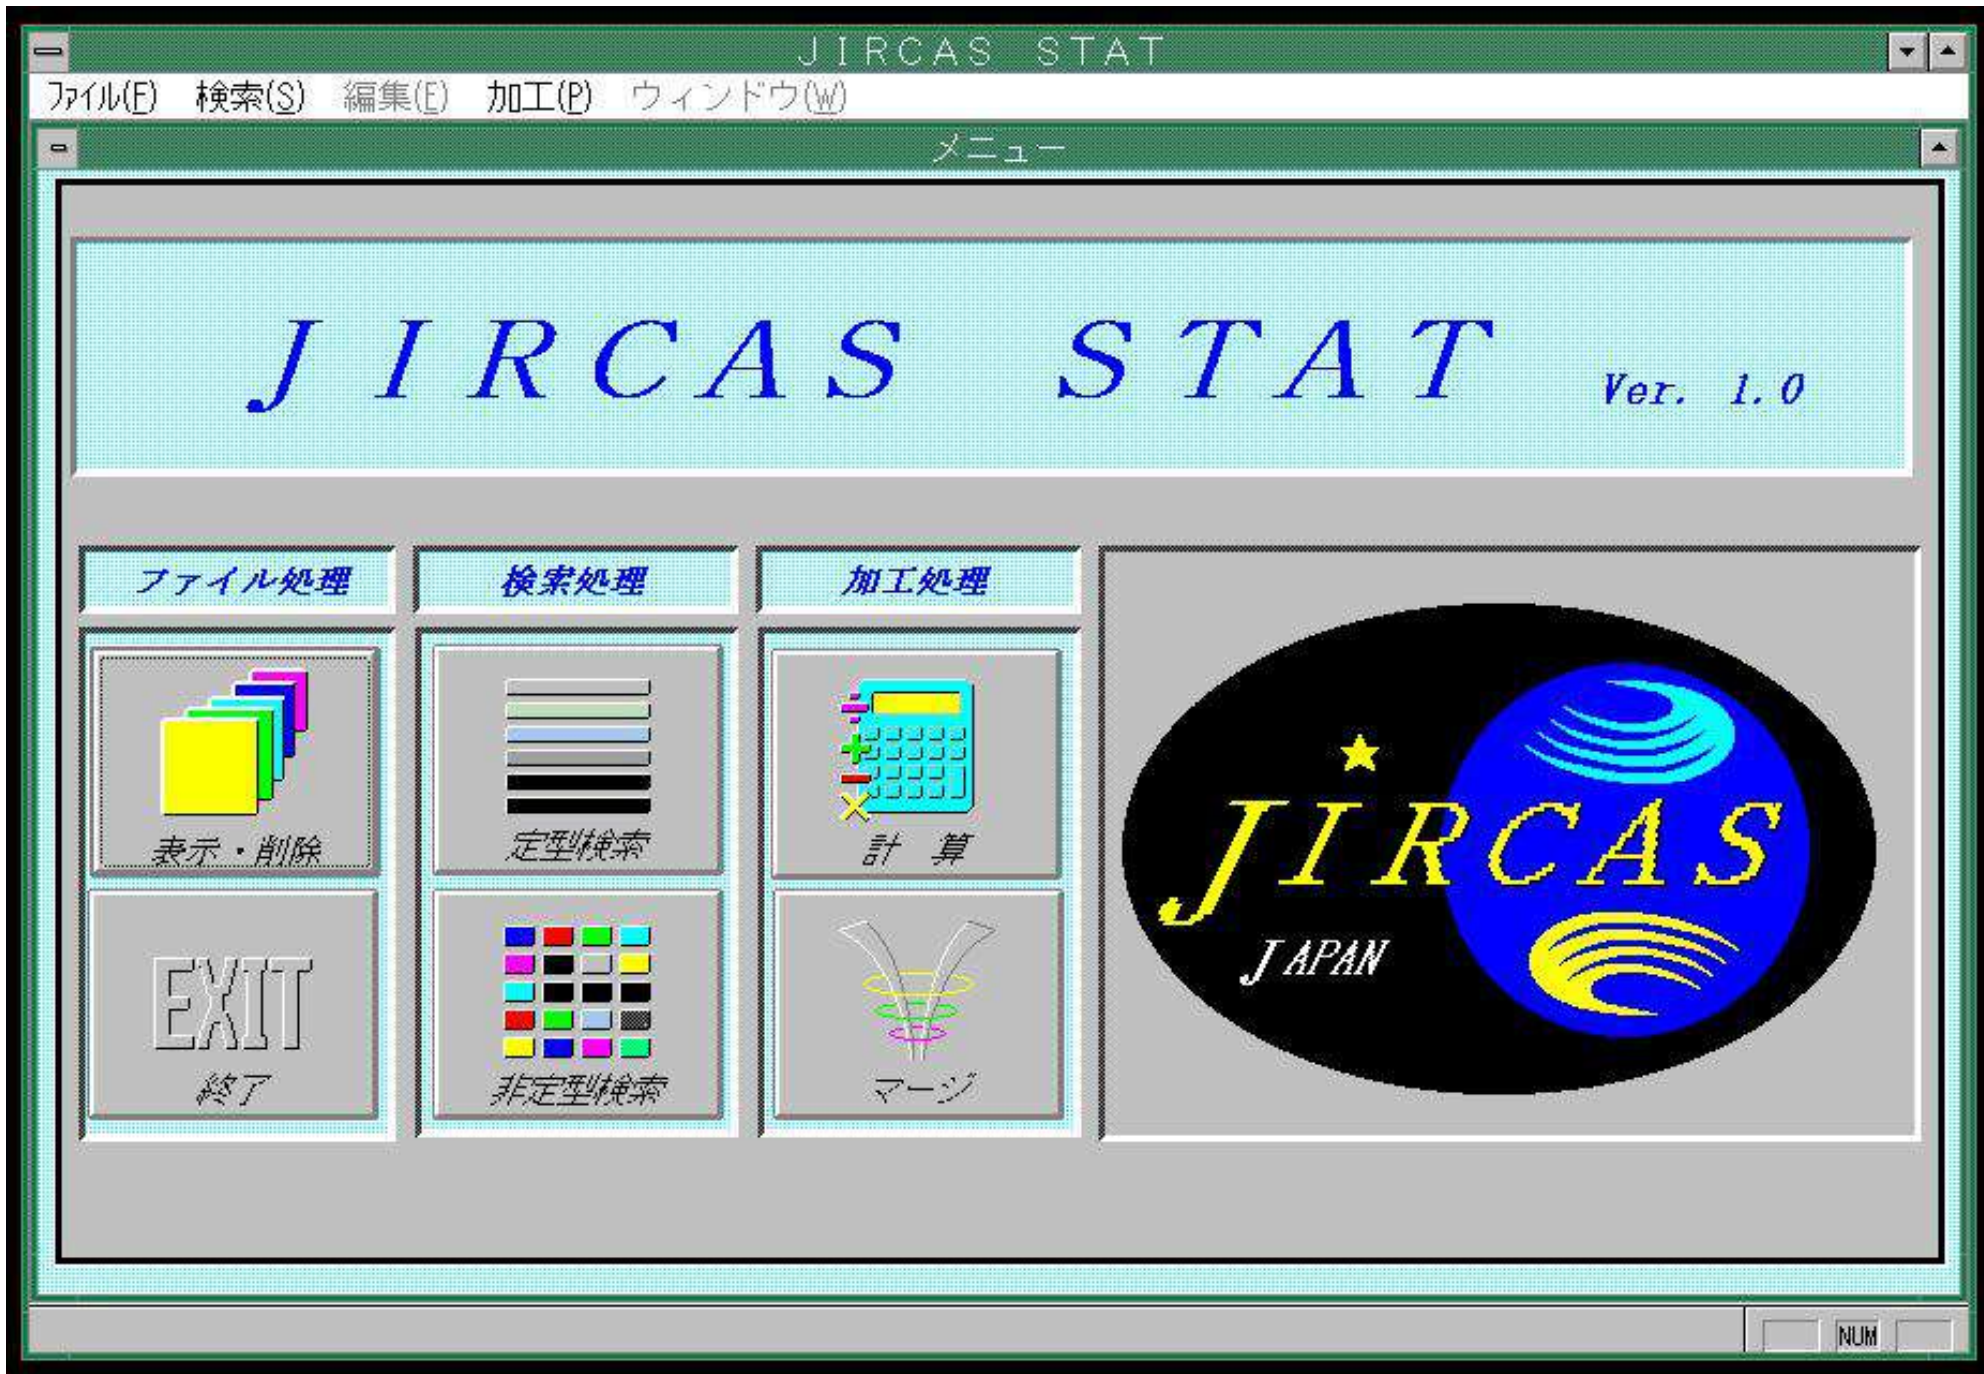 JIRCAS STAT
ファイル(F) 検索(S) 編集(E) 加工(P) ウィンドウ(W)
メニュー
JIRCAS STAT Ver. 1.0
ファイル処理 検索処理 加工処理
表示・削除 定型検索 計 算
JIRCAS
JAPAN
EXIT
終了 非定型検索 マージ
NUM